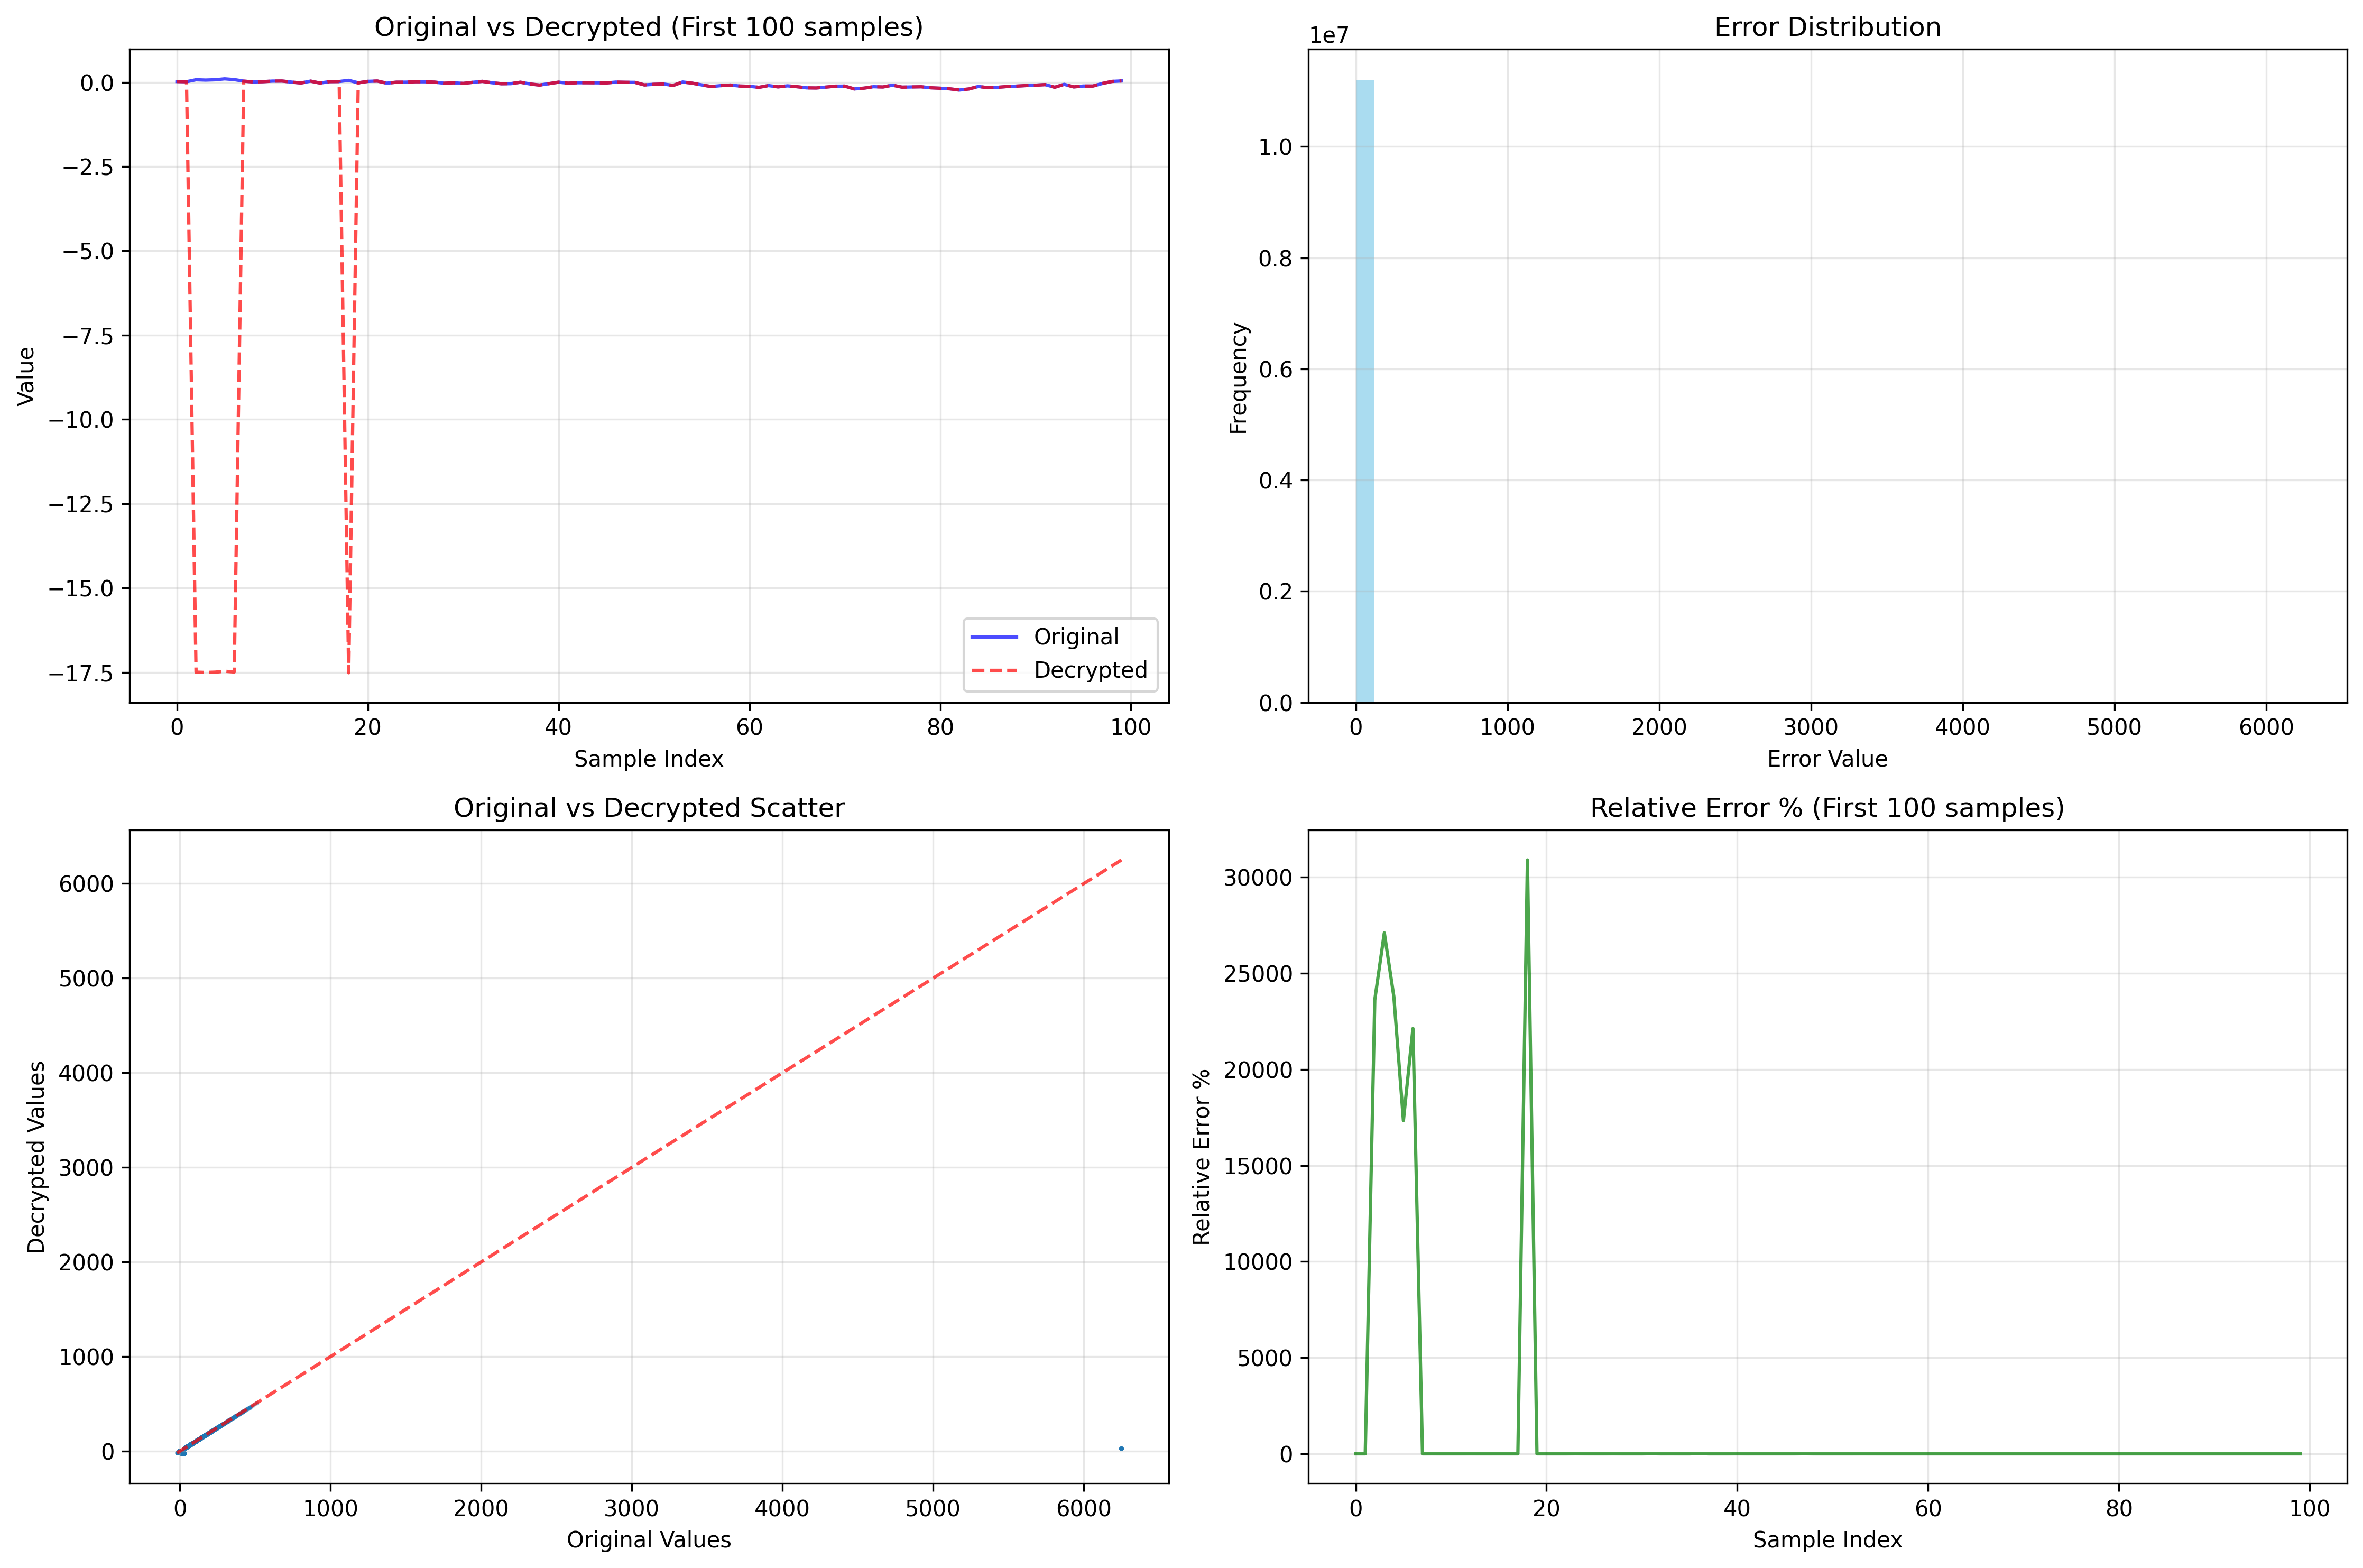 Original vs Decrypted (First 100 samples)
0.0
−2.5
−5.0
−7.5
−10.0
−12.5
−15.0
−17.5
Value
0 20 40 60 80 100
Sample Index
Original
Decrypted
Error Distribution
1e7
1.0
0.8
0.6
0.4
0.2
0.0
Frequency
0 1000 2000 3000 4000 5000 6000
Error Value
Original vs Decrypted Scatter
6000
5000
4000
3000
2000
1000
0
Decrypted Values
0 1000 2000 3000 4000 5000 6000
Original Values
Relative Error % (First 100 samples)
30000
25000
20000
15000
10000
5000
0
Relative Error %
0 20 40 60 80 100
Sample Index